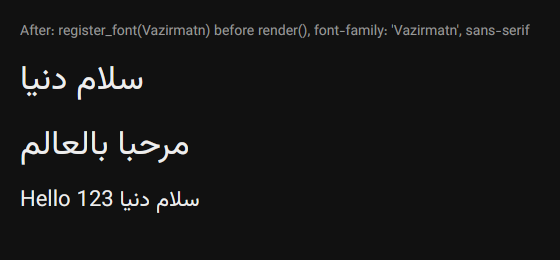 After: register_font(Vazirmatn) before render(), font-family: 'Vazirmatn', sans-serif
سلام دنیا
مرحبا بالعالم
Hello 123 سلام دنیا